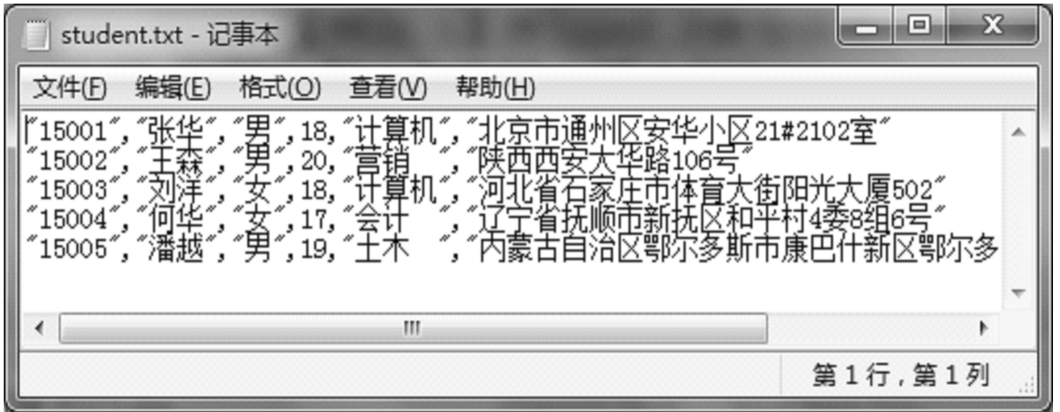 student.txt - 记事本
文件(F) 编辑(E) 格式(O) 查看(V) 帮助(H)
"15001","张华","男",18,"计算机","北京市通州区安华小区21#2102室"
"15002","王森","男",20,"营销   ","陕西西安大华路106号"
"15003","刘洋","女",18,"计算机","河北省石家庄市体育大街阳光大厦502"
"15004","何华","女",17,"会计   ","辽宁省抚顺市新抚区和平村4委8组6号"
"15005","潘越","男",19,"土木   ","内蒙古自治区鄂尔多斯市康巴什新区鄂尔多
第 1 行，第 1 列